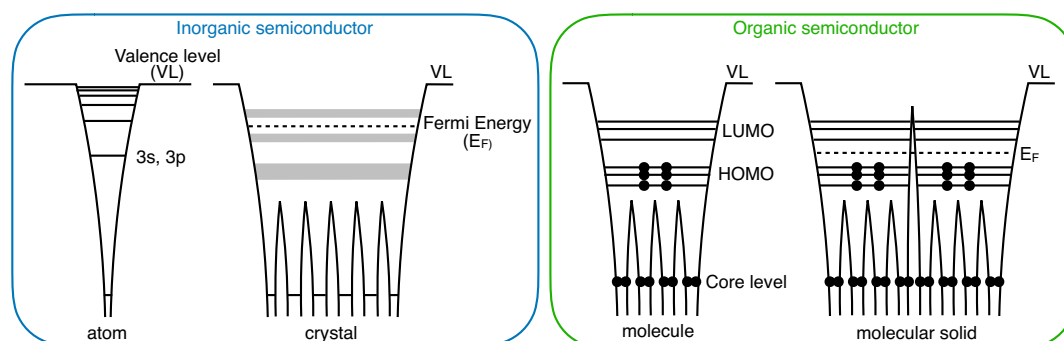 Inorganic semiconductor
Valence level
(VL)
VL
Fermi Energy
(EF)
3s, 3p
atom
crystal
Organic semiconductor
VL
VL
LUMO
EF
HOMO
Core level
molecule
molecular solid